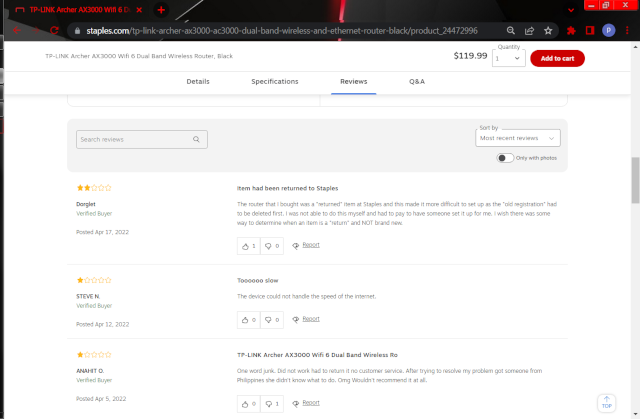 TP-LINK Archer AX3000 Wifi 6 D
staples.com/tp-link-archer-ax3000-ac3000-dual-band-wireless-and-ethernet-router-black/product_24472996
P
TP-LINK Archer AX3000 Wifi 6 Dual Band Wireless Router, Black
$119.99
Quantity
1
Add to cart
Details
Specifications
Reviews
Q&A
Search reviews
Sort by
Most recent reviews
Only with photos
Dorglet
Verified Buyer
Posted Apr 17, 2022
Item had been returned to Staples
The router that i bought was a "returned" item at Staples and this made it more difficult to set up as the "old registration" had
to be deleted first. I was not able to do this myself and had to pay to have someone set it up for me. I wish there was some
way to determine when an item is a "return" and NOT brand new.
1
0
Report
STEVE N.
Verified Buyer
Posted Apr 12, 2022
Toooooo slow
The device could not handle the speed of the internet.
0
0
Report
ANAHIT O.
Verified Buyer
Posted Apr 5, 2022
TP-LINK Archer AX3000 Wifi 6 Dual Band Wireless Ro
One word junk. Did not work had to return it no customer service. After trying to resolve my problem got someone from
Philippines she didn't know what to do. Omg Wouldn't recommend it at all.
0
1
Report
TOP